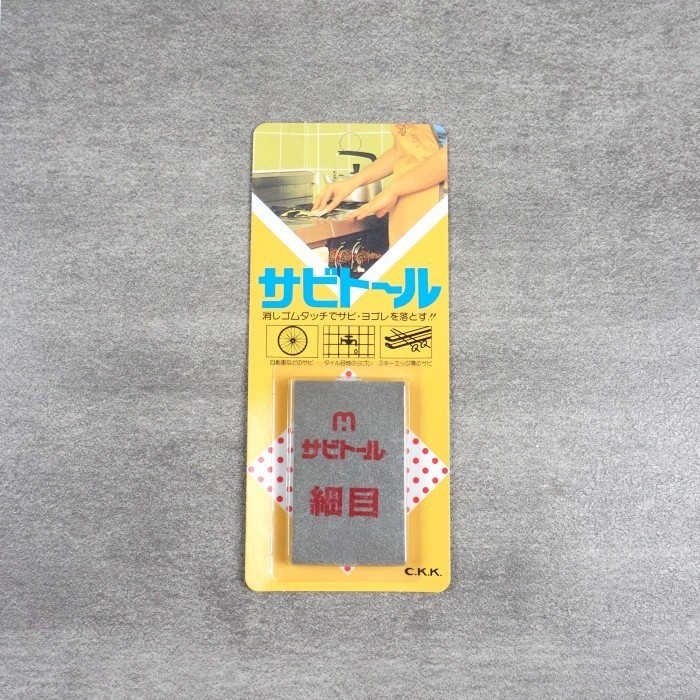 サビトール
消しゴムタッチでサビ・ヨゴレを落とす!!
自転車などのサビ
タイル目地のヨゴレ
スキーエッジ等のサビ
サビトール
細目
C.K.K.